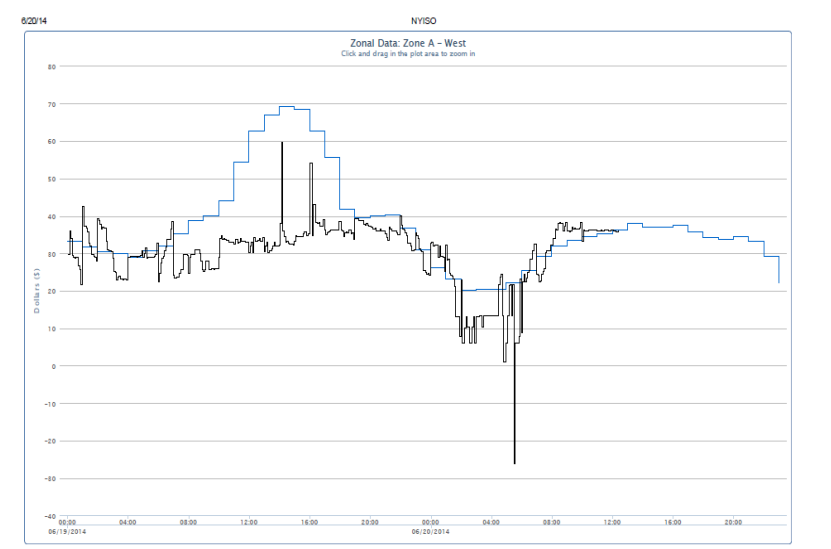 6/20/14 NYISO
Zonal Data: Zone A - West
Click and drag in the plot area to zoom in
80
70
60
50
40
30
20
10
0
-10
-20
-30
-40
Dollars ($)
00:00 04:00 08:00 12:00 16:00 20:00 00:00 04:00 08:00 12:00 16:00 20:00
06/19/2014 06/20/2014